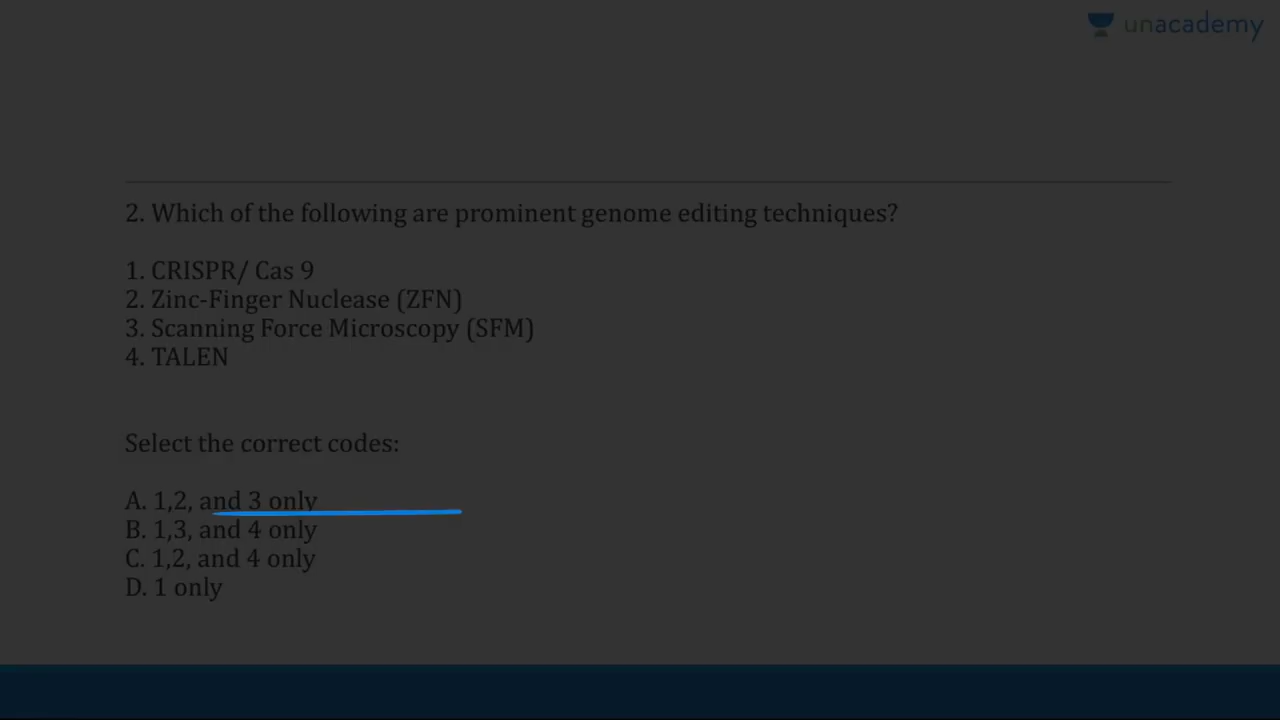 unacademy
2. Which of the following are prominent genome editing techniques?
1. CRISPR/ Cas 9
2. Zinc-Finger Nuclease (ZFN)
3. Scanning Force Microscopy (SFM)
4. TALEN
Select the correct codes:
A. 1,2, and 3 only
B. 1,3, and 4 only
C. 1,2, and 4 only
D. 1 only